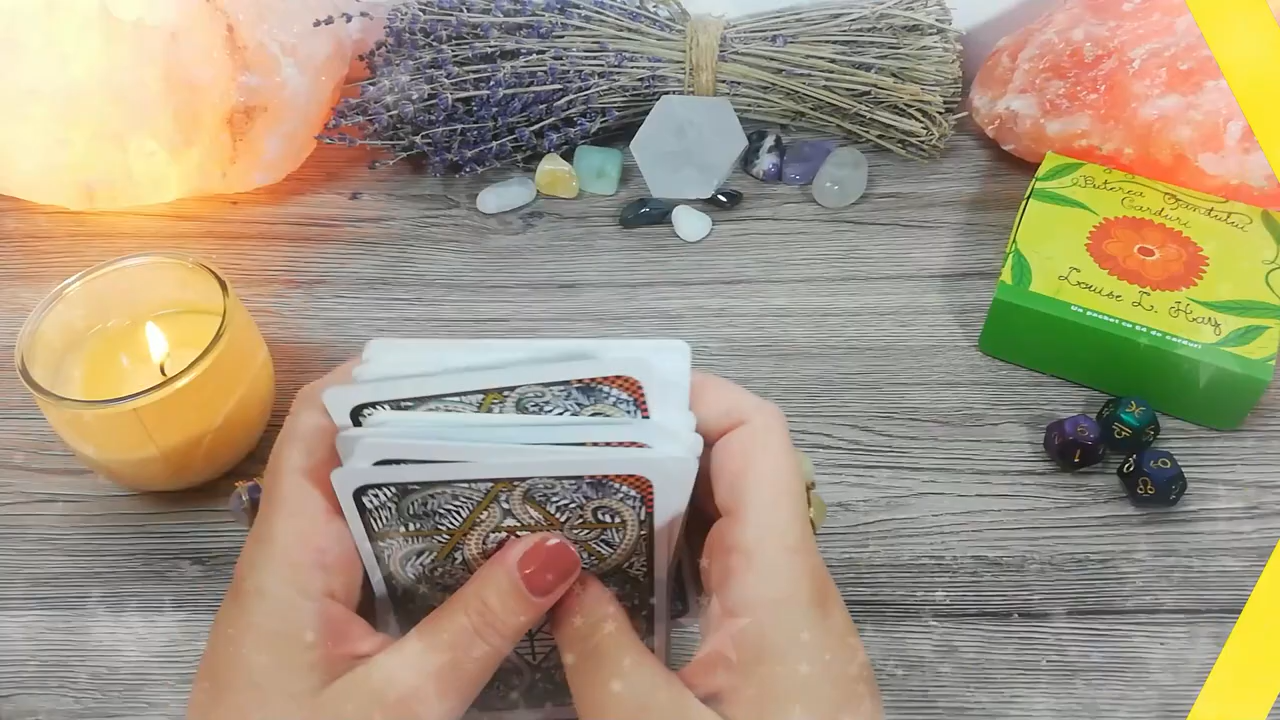 Puterea Gândului
Carduri
Louise L. Hay
Un pachet cu 64 de carduri